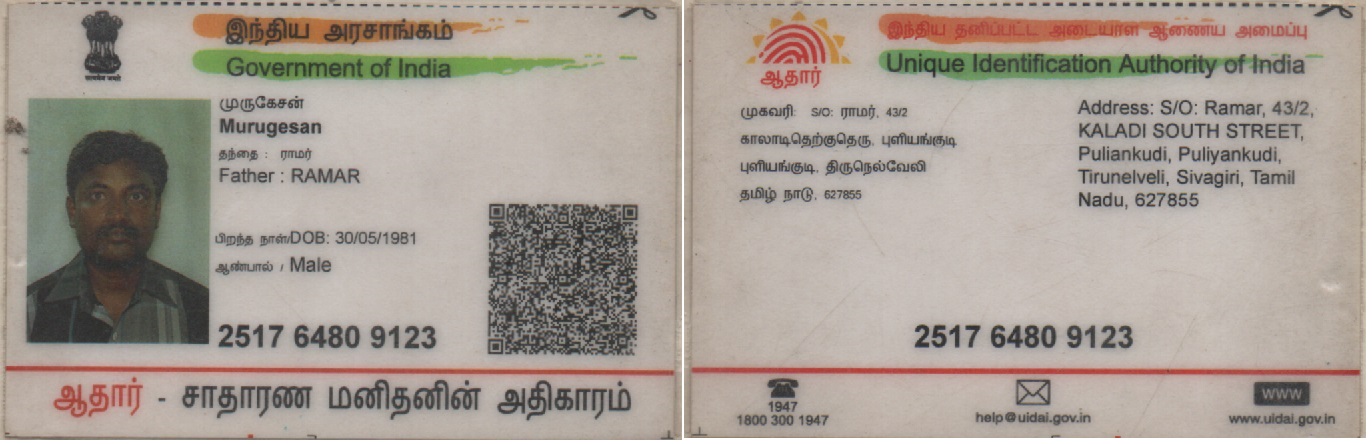 இந்திய அரசாங்கம்
Government of India
முருகேசன்
Murugesan
தந்தை : ராமர்
Father : RAMAR
பிறந்த நாள்/DOB: 30/05/1981
ஆண்பால் / Male
2517 6480 9123
ஆதார் - சாதாரண மனிதனின் அதிகாரம்
இந்திய தனிப்பட்ட அடையாள ஆணைய அமைப்பு
Unique Identification Authority of India
ஆதார்
முகவரி: S/O: ராமர், 43/2
காலாடிதெற்குதெரு, புளியங்குடி
புளியங்குடி, திருநெல்வேலி
தமிழ் நாடு, 627855
Address: S/O: Ramar, 43/2,
KALADI SOUTH STREET,
Puliankudi, Puliyankudi,
Tirunelveli, Sivagiri, Tamil
Nadu, 627855
2517 6480 9123
1947
1800 300 1947
help@uidai.gov.in
www
www.uidai.gov.in